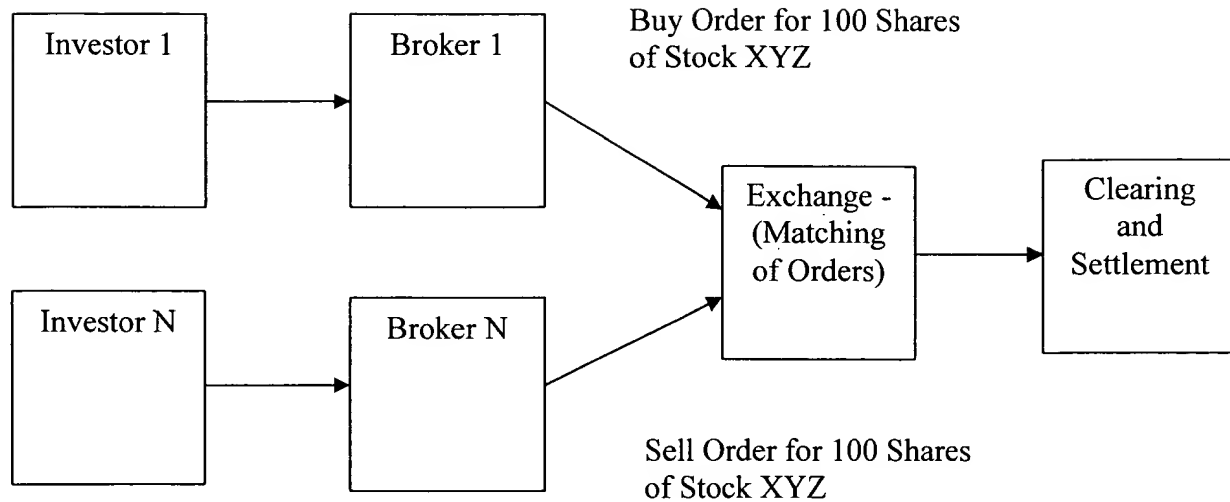 Investor 1
Broker 1
Buy Order for 100 Shares
of Stock XYZ
Exchange -
(Matching
of Orders)
Clearing
and
Settlement
Investor N
Broker N
Sell Order for 100 Shares
of Stock XYZ